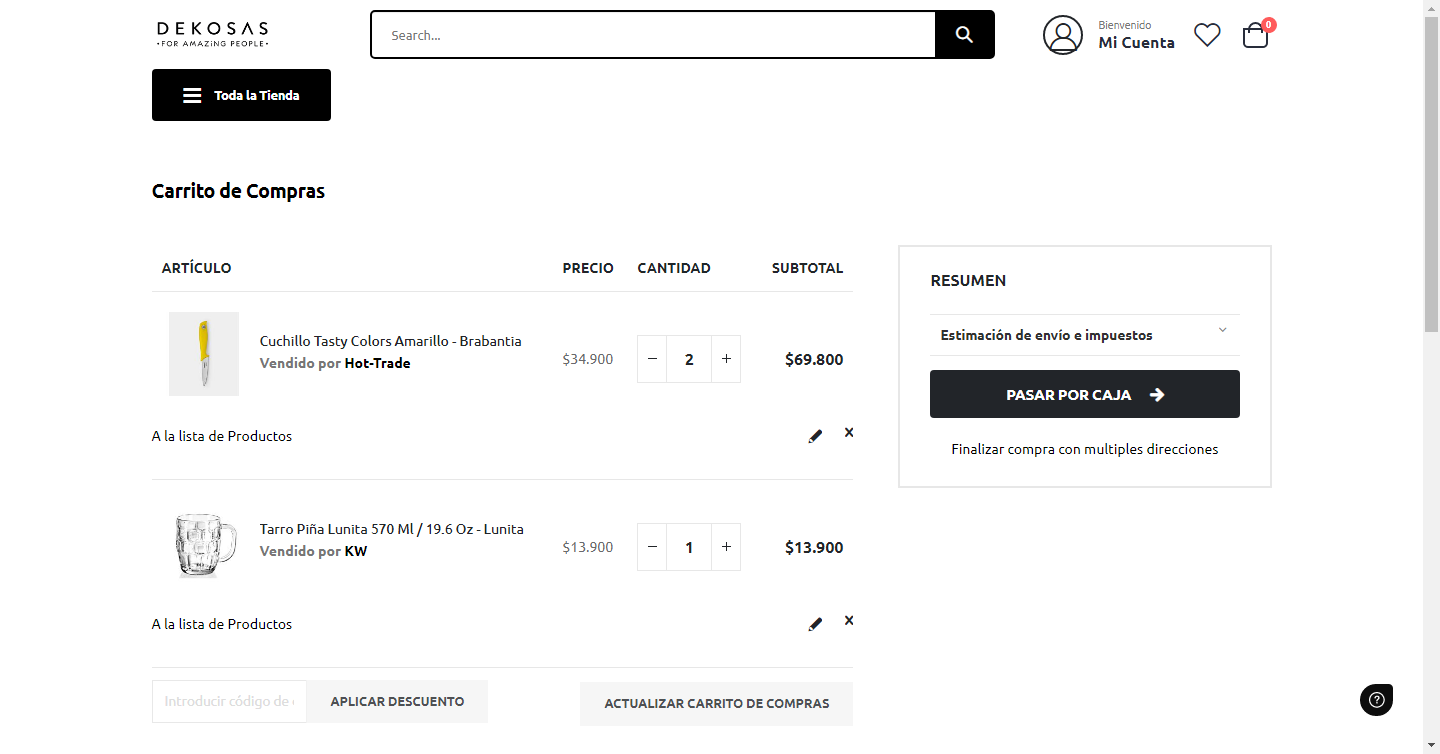 DEKOSAS
•FOR AMAZiNG PEOPLE•
Search...
Bienvenido
Mi Cuenta
0
Toda la Tienda
Carrito de Compras
ARTÍCULO PRECIO CANTIDAD SUBTOTAL
Cuchillo Tasty Colors Amarillo - Brabantia
Vendido por Hot-Trade
$34.900 − 2 + $69.800
A la lista de Productos
Tarro Piña Lunita 570 Ml / 19.6 Oz - Lunita
Vendido por KW
$13.900 − 1 + $13.900
A la lista de Productos
Introducir código de
APLICAR DESCUENTO
ACTUALIZAR CARRITO DE COMPRAS
RESUMEN
Estimación de envío e impuestos
PASAR POR CAJA
Finalizar compra con multiples direcciones